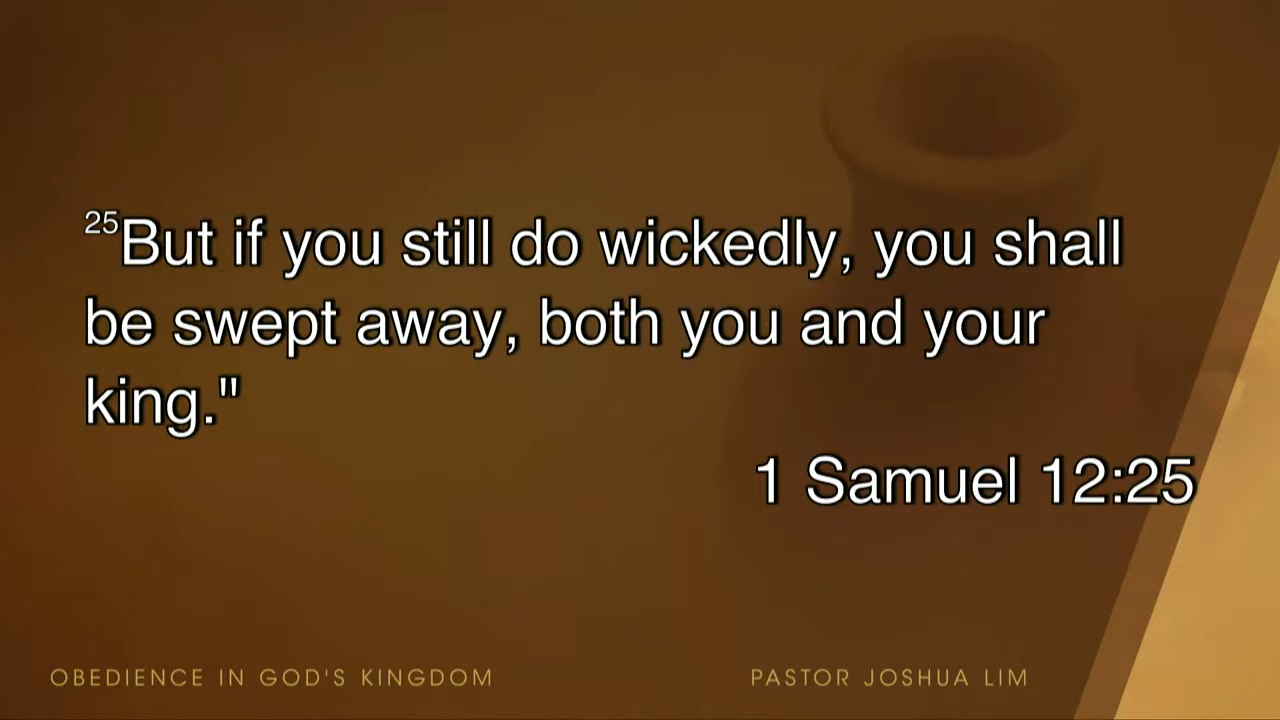 25But if you still do wickedly, you shall
be swept away, both you and your
king."
1 Samuel 12:25
OBEDIENCE IN GOD'S KINGDOM
PASTOR JOSHUA LIM